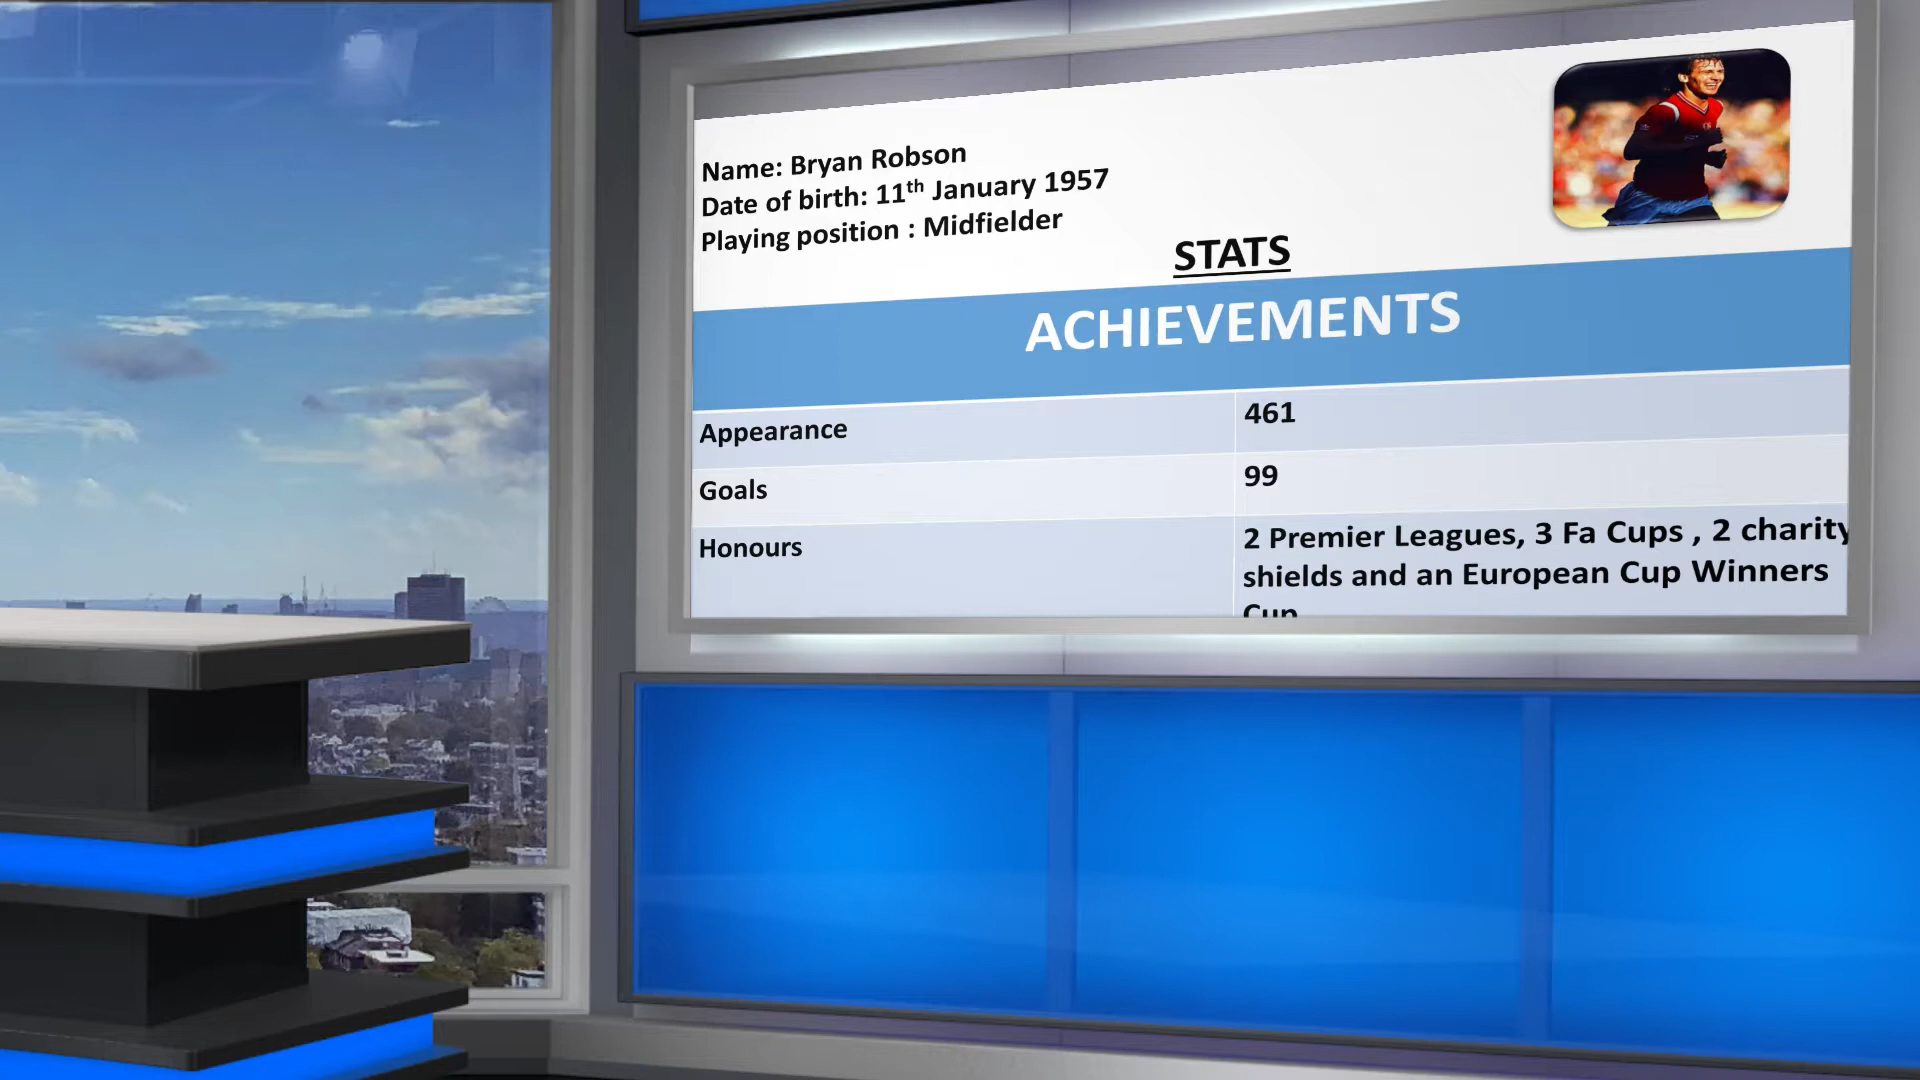 Name: Bryan Robson
Date of birth: 11th January 1957
Playing position : Midfielder
STATS
ACHIEVEMENTS
Appearance 461
Goals 99
Honours 2 Premier Leagues, 3 Fa Cups , 2 charity
shields and an European Cup Winners
Cup